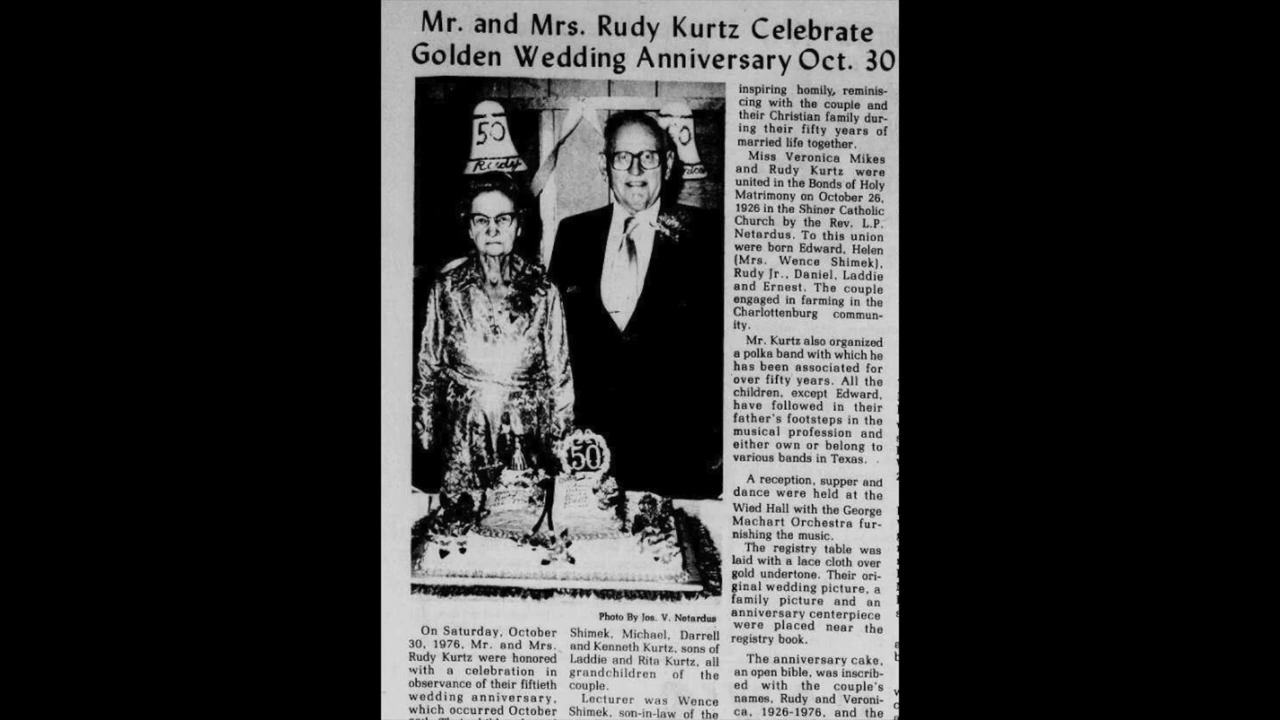 Mr. and Mrs. Rudy Kurtz Celebrate
Golden Wedding Anniversary Oct. 30
50
Rudy
50
Photo By Jos. V. Netardus
On Saturday, October
30, 1976, Mr. and Mrs.
Rudy Kurtz were honored
with a celebration in
observance of their fiftieth
wedding anniversary,
which occurred October
Shimek, Michael, Darrell
and Kenneth Kurtz, sons of
Laddie and Rita Kurtz, all
grandchildren of the
couple.
Lecturer was Wence
Shimek, son-in-law of the
inspiring homily, reminis-
cing with the couple and
their Christian family dur-
ing their fifty years of
married life together.
Miss Veronica Mikes
and Rudy Kurtz were
united in the Bonds of Holy
Matrimony on October 26,
1926 in the Shiner Catholic
Church by the Rev. L.P.
Netardus. To this union
were born Edward, Helen
(Mrs. Wence Shimek),
Rudy Jr., Daniel, Laddie
and Ernest. The couple
engaged in farming in the
Charlottenburg commun-
ity.
Mr. Kurtz also organized
a polka band with which he
has been associated for
over fifty years. All the
children, except Edward,
have followed in their
father's footsteps in the
musical profession and
either own or belong to
various bands in Texas.
A reception, supper and
dance were held at the
Wied Hall with the George
Machart Orchestra fur-
nishing the music.
The registry table was
laid with a lace cloth over
gold undertone. Their ori-
ginal wedding picture, a
family picture and an
anniversary centerpiece
were placed near the
registry book.
The anniversary cake,
an open bible, was inscrib-
ed with the couple's
names, Rudy and Veroni-
ca, 1926-1976, and the